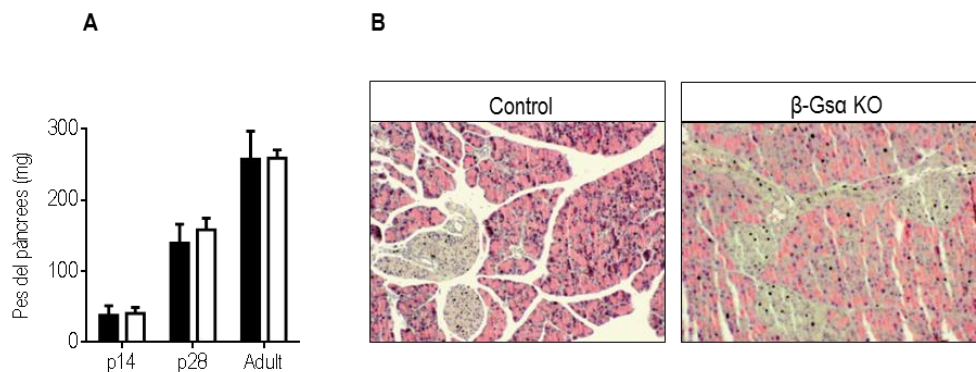 A
B
Pes del pàncrees (mg)
300
200
100
0
p14
p28
Adult
Control
β-Gsα KO